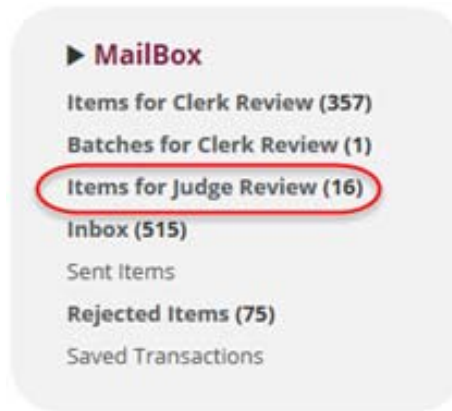 MailBox
Items for Clerk Review (357)
Batches for Clerk Review (1)
Items for Judge Review (16)
Inbox (515)
Sent Items
Rejected Items (75)
Saved Transactions